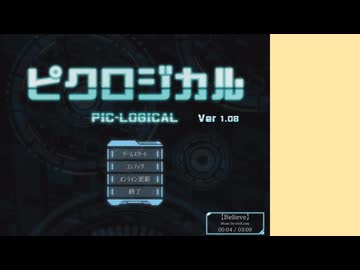 ピクロジカル
PiC-LOGiCAL Ver 1.08
ゲームスタート
コンフィグ
オンライン更新
終了
【Believe】
00:04 / 03:09